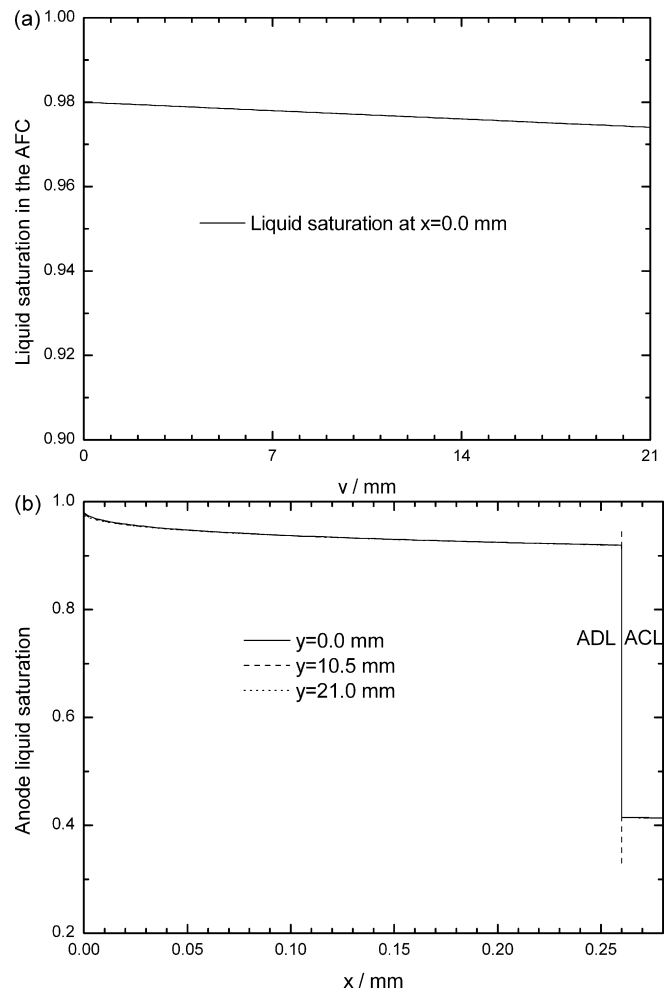 (a)
1.00
0.98
0.96
0.94
0.92
0.90
Liquid saturation in the AFC
Liquid saturation at x=0.0 mm
0 7 14 21
y / mm
(b)
1.0
0.8
0.6
0.4
0.2
Anode liquid saturation
y=0.0 mm
y=10.5 mm
y=21.0 mm
ADL ACL
0.00 0.05 0.10 0.15 0.20 0.25
x / mm